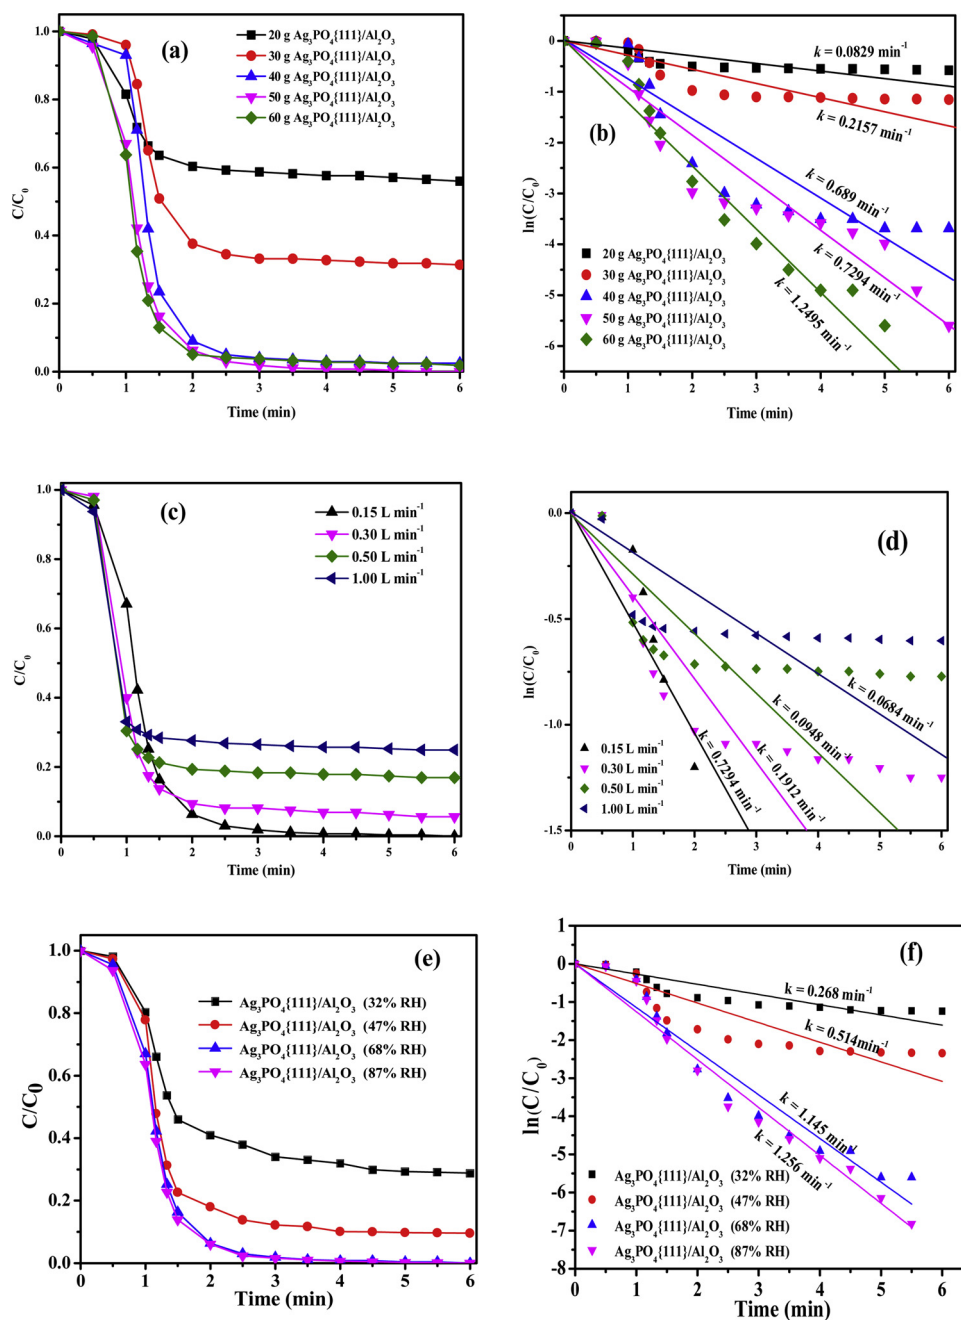 (a)
20 g Ag₃PO₄{111}/Al₂O₃
30 g Ag₃PO₄{111}/Al₂O₃
40 g Ag₃PO₄{111}/Al₂O₃
50 g Ag₃PO₄{111}/Al₂O₃
60 g Ag₃PO₄{111}/Al₂O₃
C/C₀
1.0
0.8
0.6
0.4
0.2
0.0
0 1 2 3 4 5 6
Time (min)
(b)
k = 0.0829 min⁻¹
k = 0.2157 min⁻¹
k = 0.689 min⁻¹
k = 0.7294 min⁻¹
k = 1.2495 min⁻¹
20 g Ag₃PO₄{111}/Al₂O₃
30 g Ag₃PO₄{111}/Al₂O₃
40 g Ag₃PO₄{111}/Al₂O₃
50 g Ag₃PO₄{111}/Al₂O₃
60 g Ag₃PO₄{111}/Al₂O₃
ln(C/C₀)
0
-1
-2
-3
-4
-5
-6
0 1 2 3 4 5 6
Time (min)
(c)
0.15 L min⁻¹
0.30 L min⁻¹
0.50 L min⁻¹
1.00 L min⁻¹
C/C₀
1.0
0.8
0.6
0.4
0.2
0.0
0 1 2 3 4 5 6
Time (min)
(d)
k = 0.0684 min⁻¹
k = 0.0948 min⁻¹
k = 0.1912 min⁻¹
k = 0.7294 min⁻¹
0.15 L min⁻¹
0.30 L min⁻¹
0.50 L min⁻¹
1.00 L min⁻¹
ln(C/C₀)
0.0
-0.5
-1.0
-1.5
0 1 2 3 4 5 6
Time (min)
(e)
Ag₃PO₄{111}/Al₂O₃ (32% RH)
Ag₃PO₄{111}/Al₂O₃ (47% RH)
Ag₃PO₄{111}/Al₂O₃ (68% RH)
Ag₃PO₄{111}/Al₂O₃ (87% RH)
C/C0
1.0
0.8
0.6
0.4
0.2
0.0
0 1 2 3 4 5 6
Time (min)
(f)
k = 0.268 min⁻¹
k = 0.514min⁻¹
k = 1.145 min⁻¹
k = 1.256 min⁻¹
Ag₃PO₄{111}/Al₂O₃ (32% RH)
Ag₃PO₄{111}/Al₂O₃ (47% RH)
Ag₃PO₄{111}/Al₂O₃ (68% RH)
Ag₃PO₄{111}/Al₂O₃ (87% RH)
ln(C/C₀)
1
0
-1
-2
-3
-4
-5
-6
-7
-8
0 1 2 3 4 5 6
Time (min)